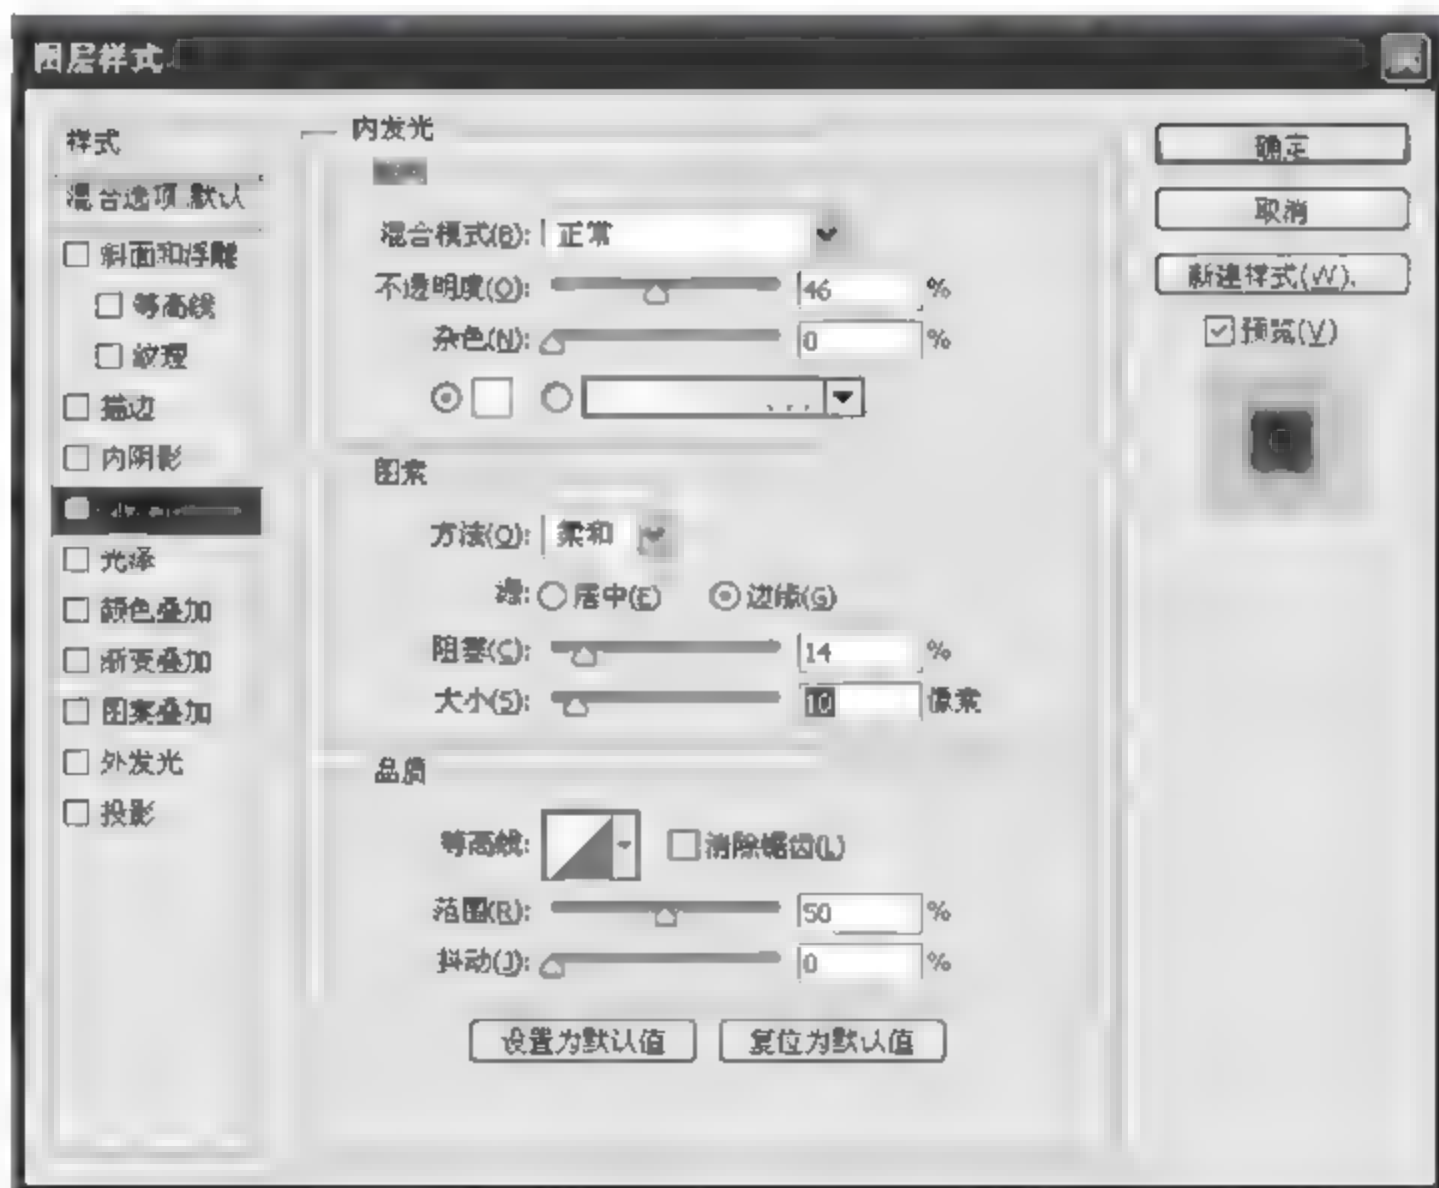 图层样式
样式
混合选项:默认
斜面和浮雕
等高线
纹理
描边
内阴影
光泽
颜色叠加
渐变叠加
图案叠加
外发光
投影
内发光
混合模式(B): 正常
不透明度(O): 46 %
杂色(N): 0 %
图素
方法(Q): 柔和
源: 居中(E) 边缘(G)
阻塞(C): 14 %
大小(S): 10 像素
品质
等高线: 消除锯齿(L)
范围(R): 50 %
抖动(J): 0 %
设置为默认值 复位为默认值
确定
取消
新建样式(W).
预览(V)